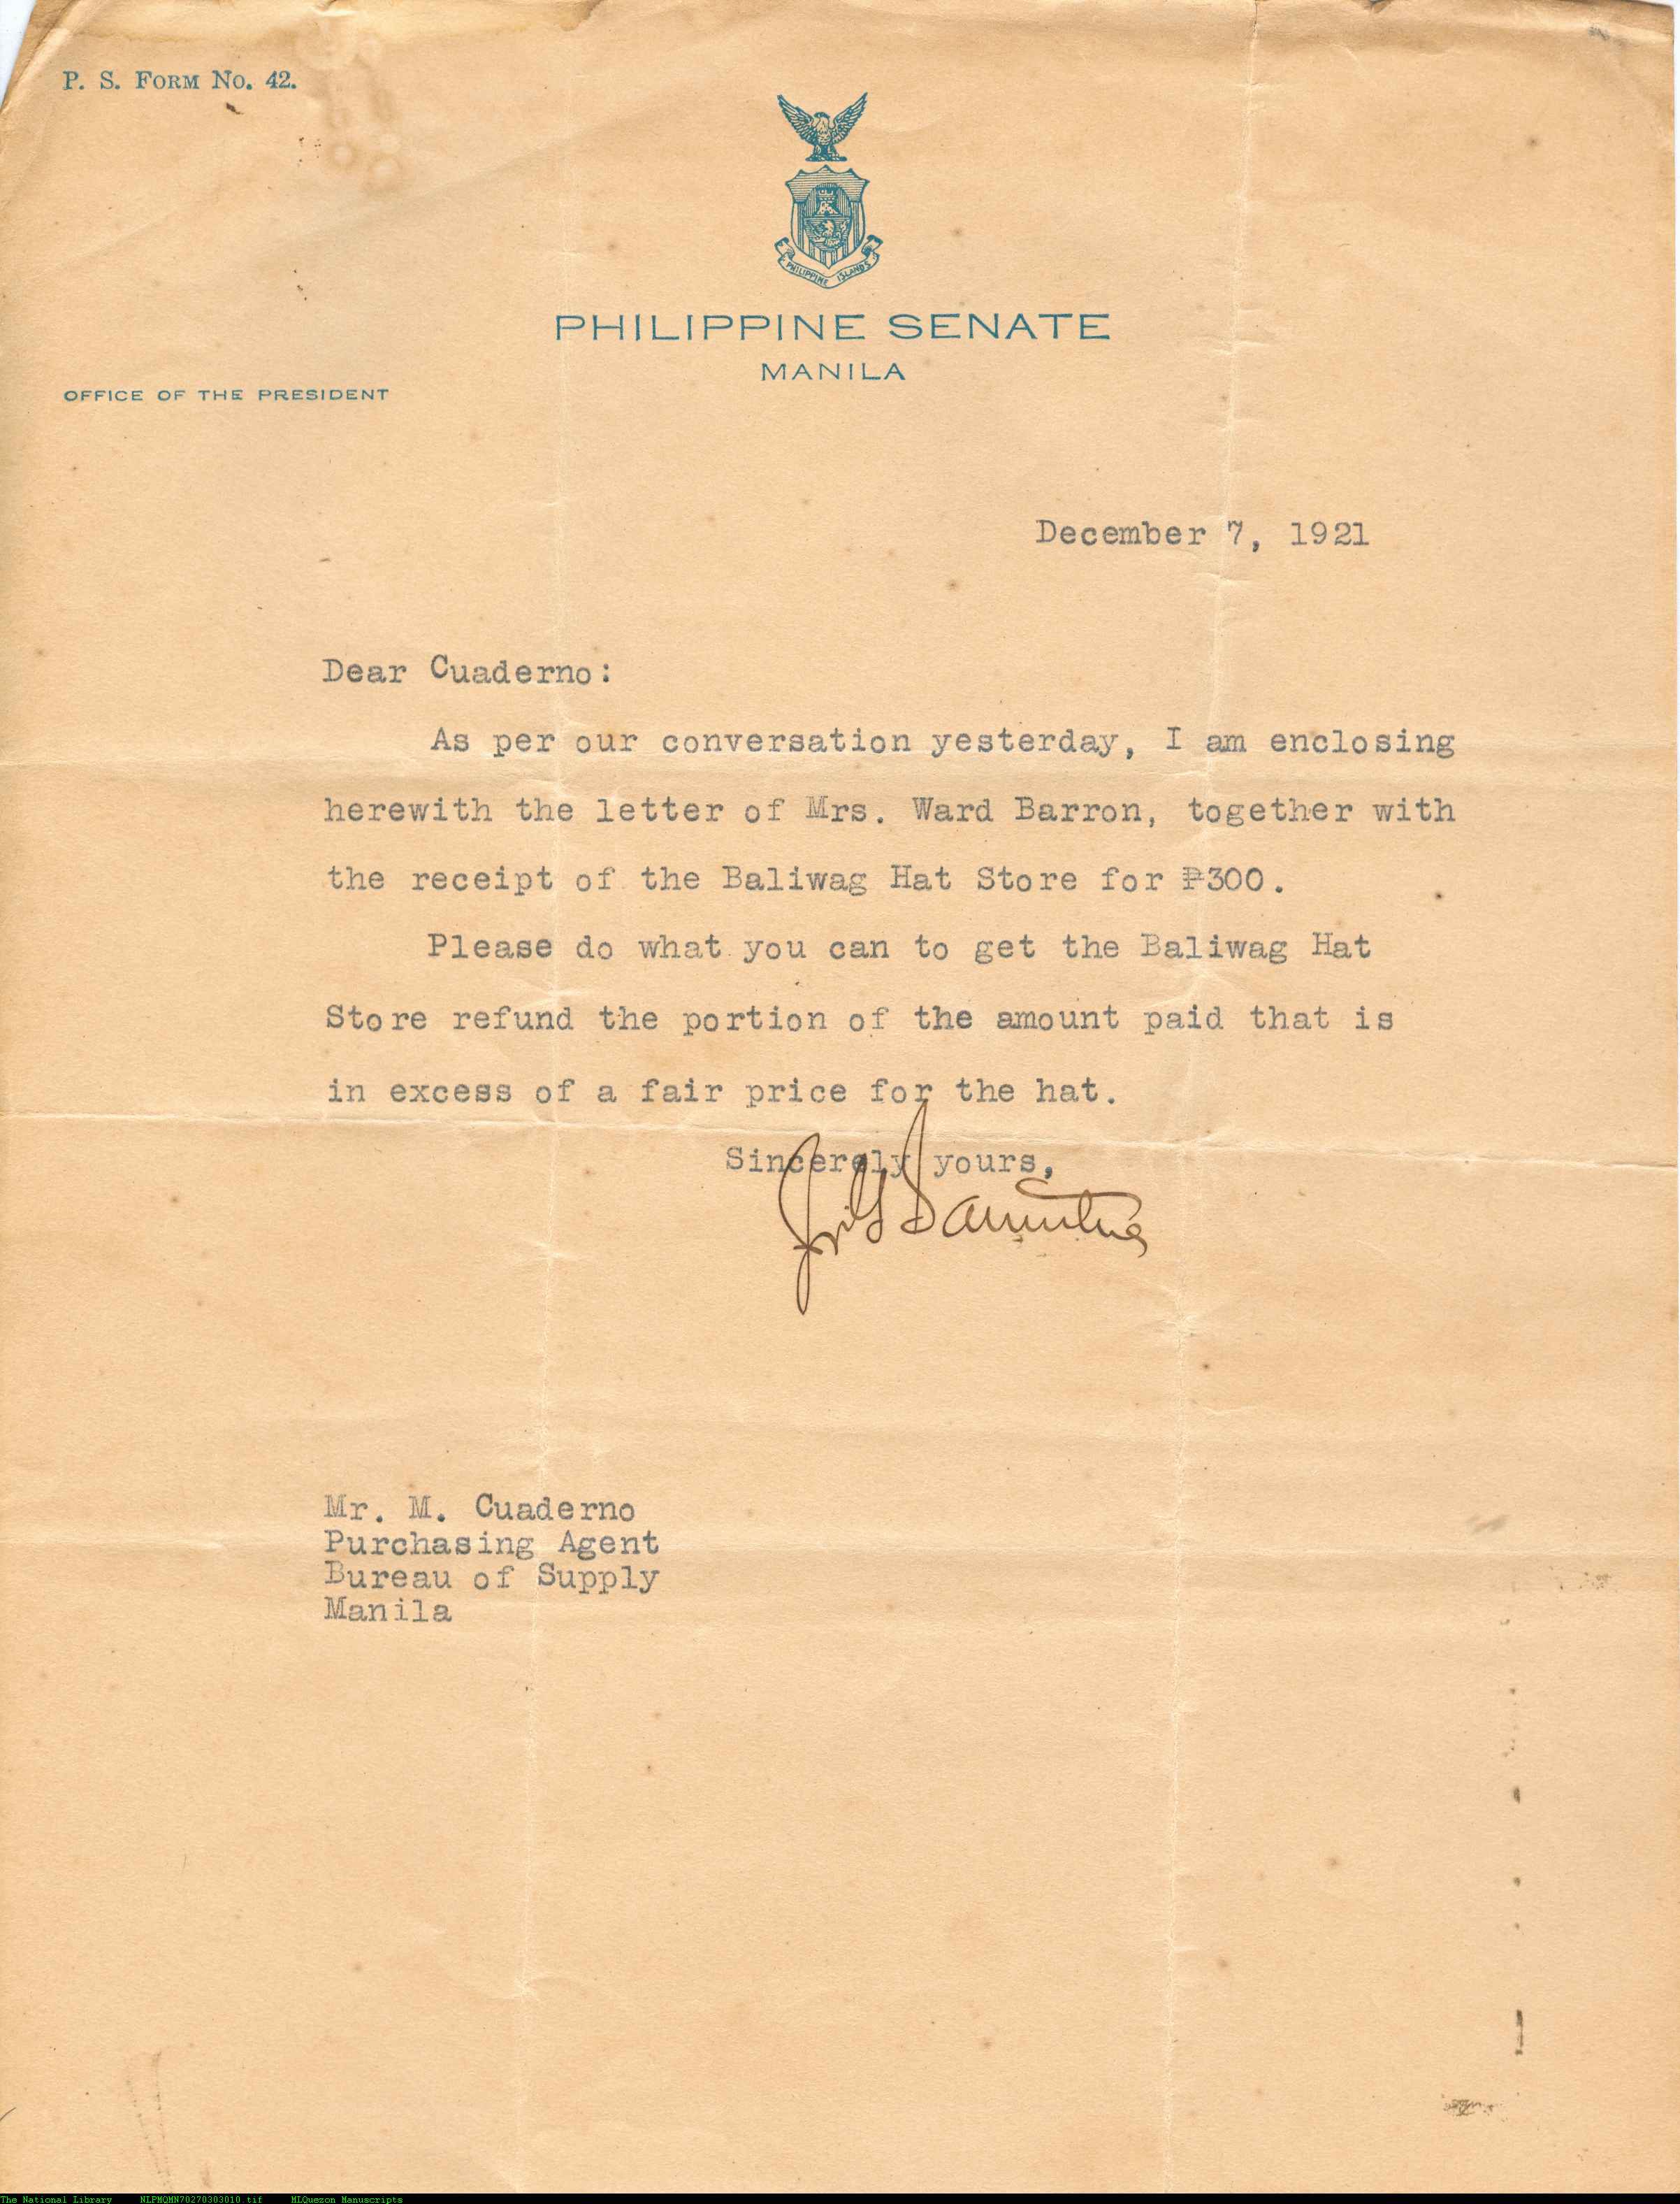 P. S. FORM NO. 42.
PHILIPPINE ISLANDS
PHILIPPINE SENATE
MANILA
OFFICE OF THE PRESIDENT
December 7, 1921
Dear Cuaderno:
As per our conversation yesterday, I am enclosing
herewith the letter of Mrs. Ward Barron, together with
the receipt of the Baliwag Hat Store for ₱300.
Please do what you can to get the Baliwag Hat
Store refund the portion of the amount paid that is
in excess of a fair price for the hat.
Sincerely yours,
Mr. M. Cuaderno
Purchasing Agent
Bureau of Supply
Manila
The National Library NLPMQMN70270303010.tif MLQuezon Manuscripts